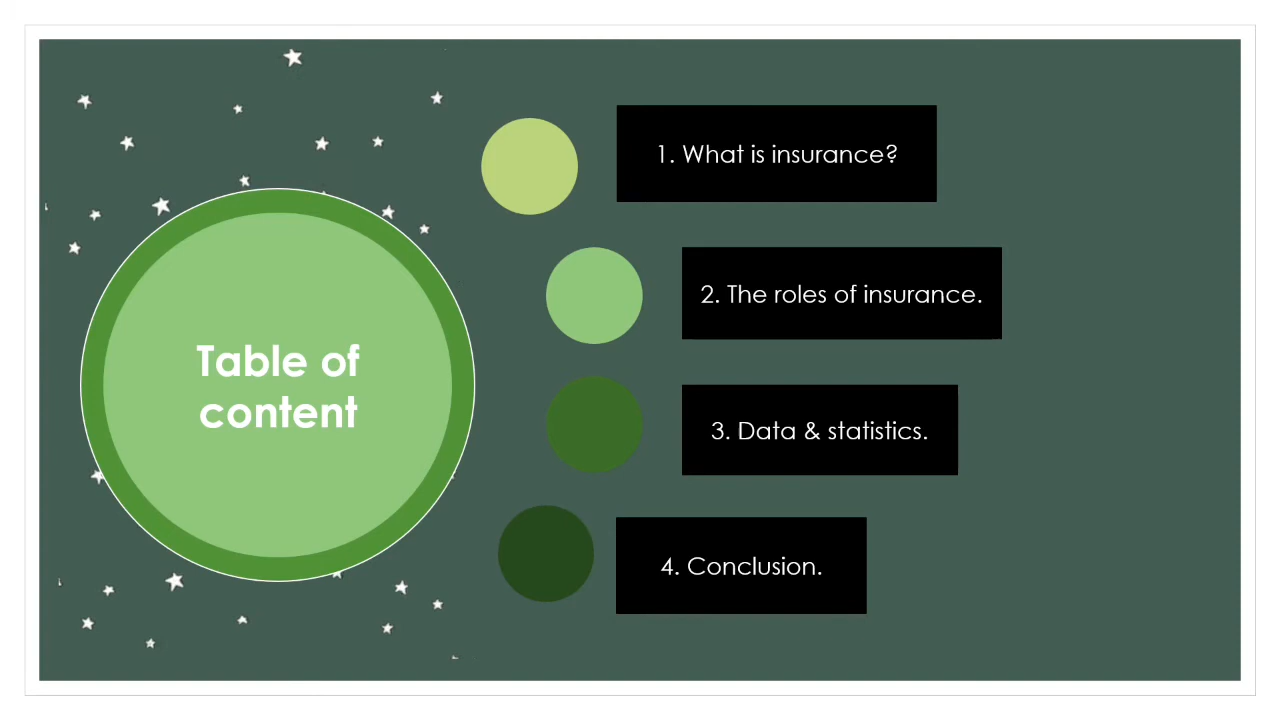 Table of
content
1. What is insurance?
2. The roles of insurance.
3. Data & statistics.
4. Conclusion.